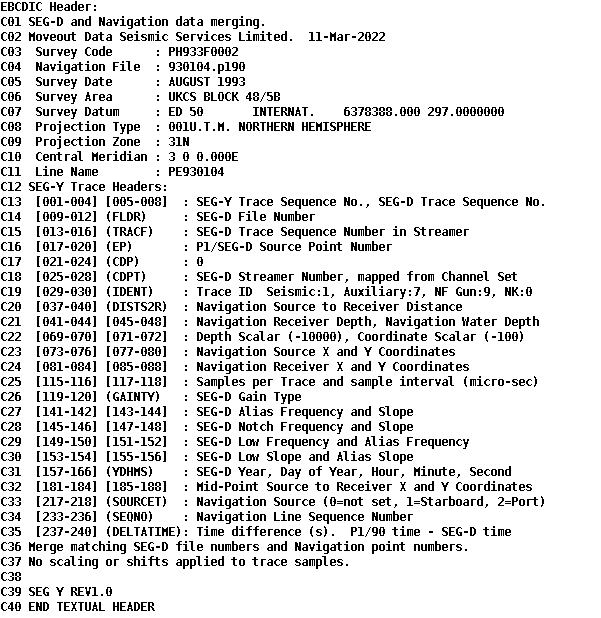 EBCDIC Header:
C01 SEG-D and Navigation data merging.
C02 Moveout Data Seismic Services Limited.  11-Mar-2022
C03  Survey Code      : PH933F0002
C04  Navigation File  : 930104.p190
C05  Survey Date      : AUGUST 1993
C06  Survey Area      : UKCS BLOCK 48/5B
C07  Survey Datum     : ED 50       INTERNAT.    6378388.000 297.0000000
C08  Projection Type  : 001U.T.M. NORTHERN HEMISPHERE
C09  Projection Zone  : 31N
C10  Central Meridian : 3 0 0.000E
C11  Line Name        : PE930104
C12 SEG-Y Trace Headers:
C13  [001-004] [005-008]  : SEG-Y Trace Sequence No., SEG-D Trace Sequence No.
C14  [009-012] (FLDR)     : SEG-D File Number
C15  [013-016] (TRACF)    : SEG-D Trace Sequence Number in Streamer
C16  [017-020] (EP)       : P1/SEG-D Source Point Number
C17  [021-024] (CDP)      : 0
C18  [025-028] (CDPT)     : SEG-D Streamer Number, mapped from Channel Set
C19  [029-030] (IDENT)    : Trace ID  Seismic:1, Auxiliary:7, NF Gun:9, NK:0
C20  [037-040] (DISTS2R)  : Navigation Source to Receiver Distance
C21  [041-044] [045-048]  : Navigation Receiver Depth, Navigation Water Depth
C22  [069-070] [071-072]  : Depth Scalar (-10000), Coordinate Scalar (-100)
C23  [073-076] [077-080]  : Navigation Source X and Y Coordinates
C24  [081-084] [085-088]  : Navigation Receiver X and Y Coordinates
C25  [115-116] [117-118]  : Samples per Trace and sample interval (micro-sec)
C26  [119-120] (GAINTY)   : SEG-D Gain Type
C27  [141-142] [143-144]  : SEG-D Alias Frequency and Slope
C28  [145-146] [147-148]  : SEG-D Notch Frequency and Slope
C29  [149-150] [151-152]  : SEG-D Low Frequency and Alias Frequency
C30  [153-154] [155-156]  : SEG-D Low Slope and Alias Slope
C31  [157-166] (YDHMS)    : SEG-D Year, Day of Year, Hour, Minute, Second
C32  [181-184] [185-188]  : Mid-Point Source to Receiver X and Y Coordinates
C33  [217-218] (SOURCET)  : Navigation Source (0=not set, 1=Starboard, 2=Port)
C34  [233-236] (SEQNO)    : Navigation Line Sequence Number
C35  [237-240] (DELTATIME): Time difference (s).  P1/90 time - SEG-D time
C36 Merge matching SEG-D file numbers and Navigation point numbers.
C37 No scaling or shifts applied to trace samples.
C38
C39 SEG Y REV1.0
C40 END TEXTUAL HEADER